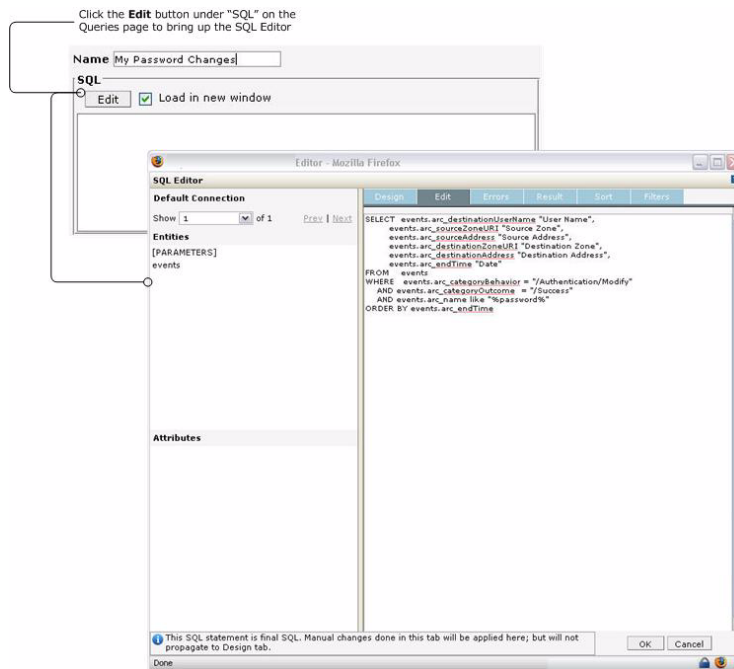 Click the Edit button under “SQL” on the
Queries page to bring up the SQL Editor
Name My Password Changes
SQL
Edit Load in new window
Editor - Mozilla Firefox
SQL Editor
Default Connection
Show 1 of 1 Prev | Next
Entities
[PARAMETERS]
events
Attributes
Design Edit Errors Result Sort Filters
SELECT events.arc_destinationUserName "User Name",
events.arc_sourceZoneURI "Source Zone",
events.arc_sourceAddress "Source Address",
events.arc_destinationZoneURI "Destination Zone",
events.arc_destinationAddress "Destination Address",
events.arc_endTime "Date"
FROM events
WHERE events.arc_categoryBehavior = "/Authentication/Modify"
AND events.arc_categoryOutcome = "/Success"
AND events.arc_name like "%password%"
ORDER BY events.arc_endTime
This SQL statement is final SQL. Manual changes done in this tab will be applied here; but will not
propagate to Design tab.
OK Cancel
Done